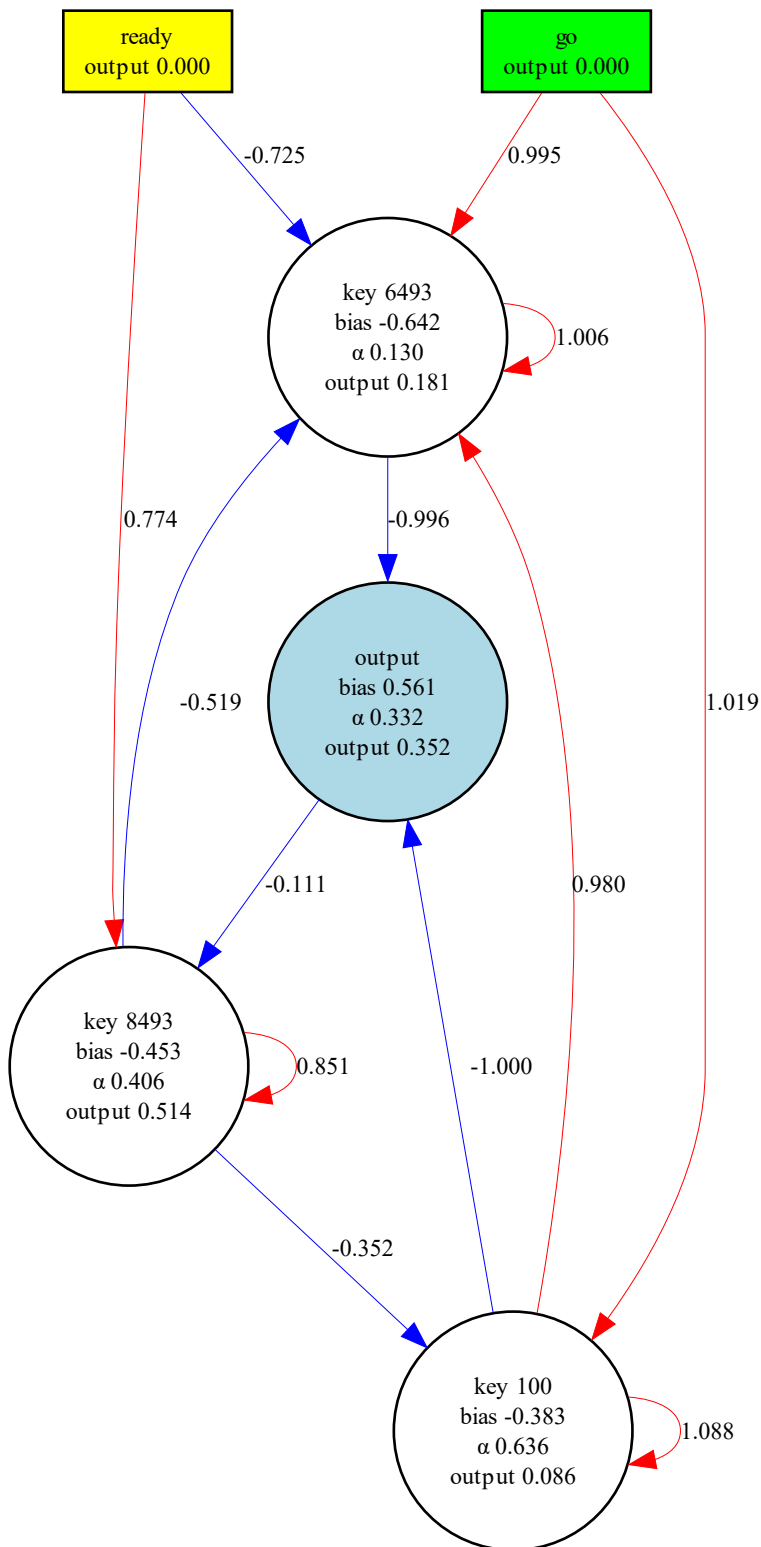 ready
output 0.000
go
output 0.000
-0.725
0.995
key 6493
bias -0.642
α 0.130
output 0.181
1.006
0.774
-0.996
-0.519
output
bias 0.561
α 0.332
output 0.352
1.019
-0.111
0.980
key 8493
bias -0.453
α 0.406
output 0.514
0.851
-1.000
-0.352
key 100
bias -0.383
α 0.636
output 0.086
1.088